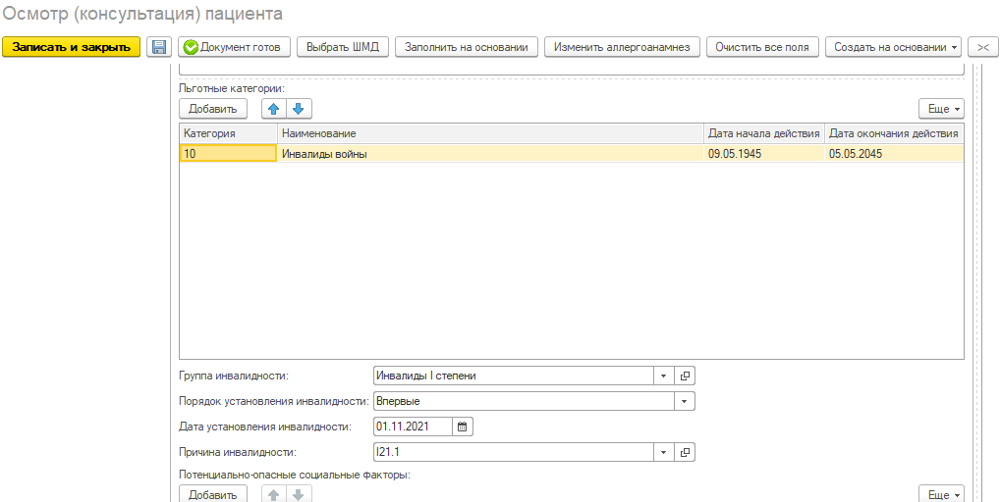 Осмотр (консультация) пациента
Записать и закрыть Документ готов Выбрать ШМД Заполнить на основании Изменить аллергоанамнез Очистить все поля Создать на основании ><
Льготные категории:
Добавить Еще
Категория Наименование Дата начала действия Дата окончания действия
10 Инвалиды войны 09.05.1945 05.05.2045
Группа инвалидности: Инвалиды I степени
Порядок установления инвалидности: Впервые
Дата установления инвалидности: 01.11.2021
Причина инвалидности: I21.1
Потенциально-опасные социальные факторы:
Добавить Еще